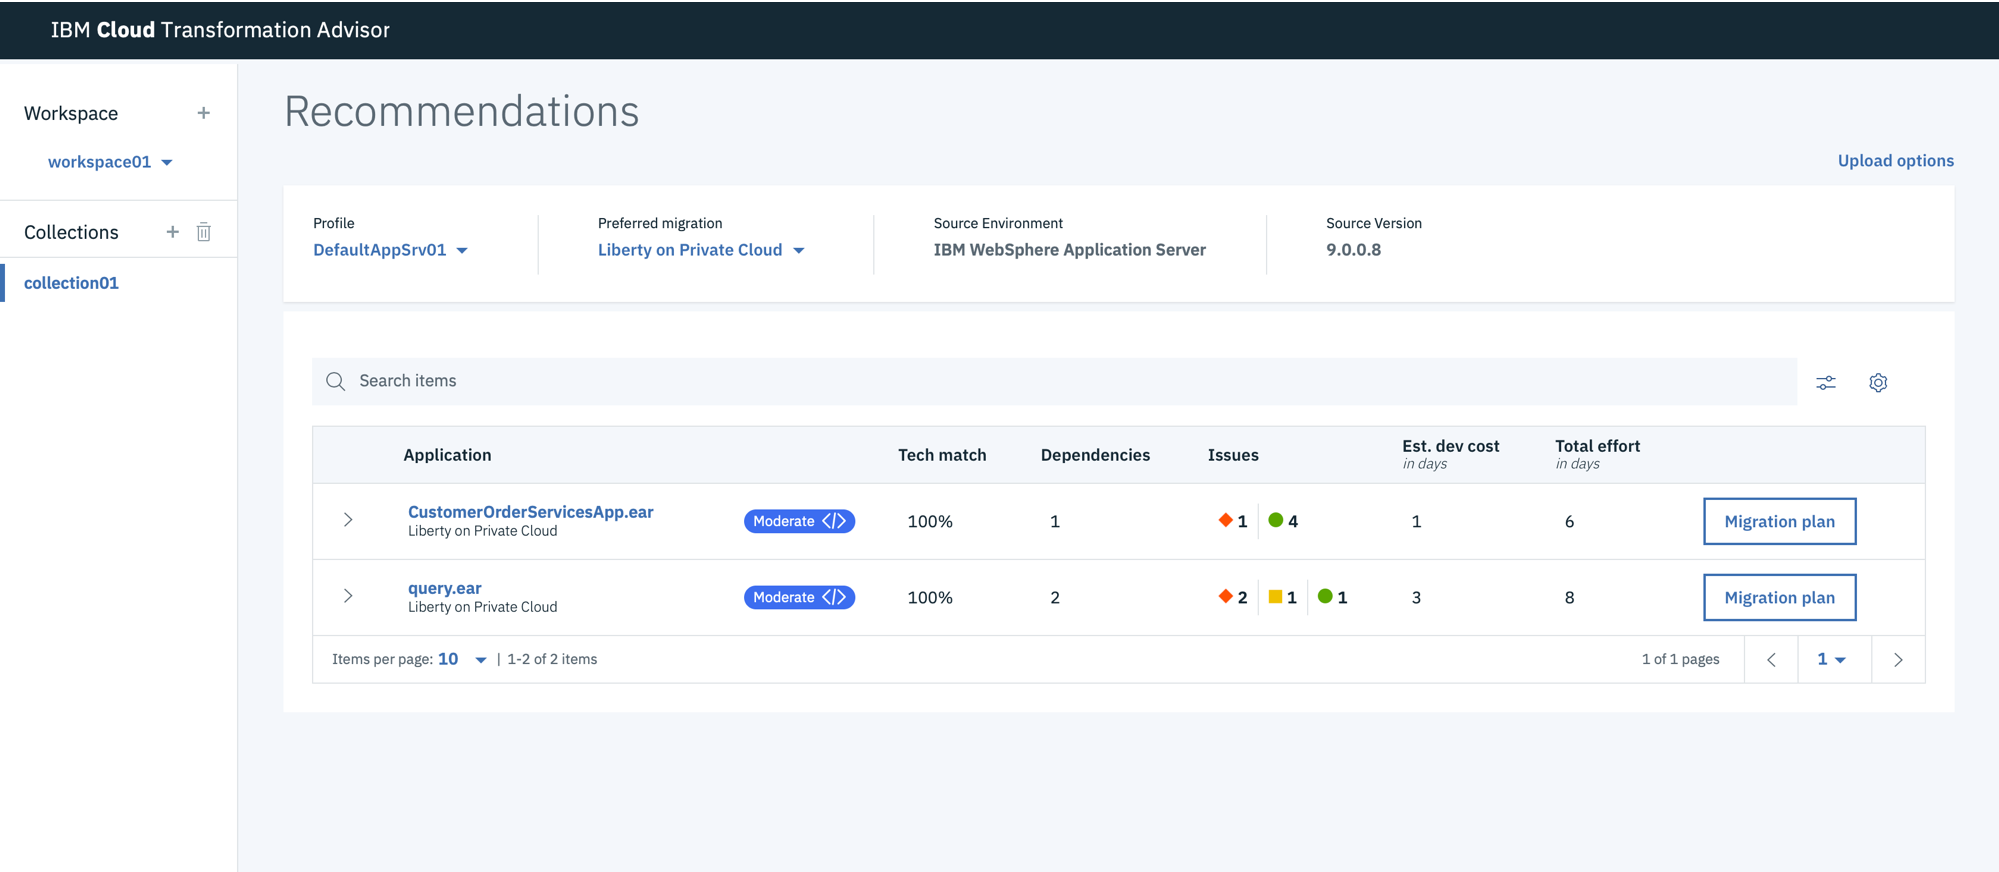 IBM Cloud Transformation Advisor
Workspace
workspace01
Collections
collection01
Recommendations
Upload options
Profile
DefaultAppSrv01
Preferred migration
Liberty on Private Cloud
Source Environment
IBM WebSphere Application Server
Source Version
9.0.0.8
Search items
Application Tech match Dependencies Issues Est. dev cost Total effort
in days in days
CustomerOrderServicesApp.ear
Liberty on Private Cloud
Moderate </> 100% 1 1 4 1 6 Migration plan
query.ear
Liberty on Private Cloud
Moderate </> 100% 2 2 1 1 3 8 Migration plan
Items per page: 10 | 1-2 of 2 items 1 of 1 pages 1